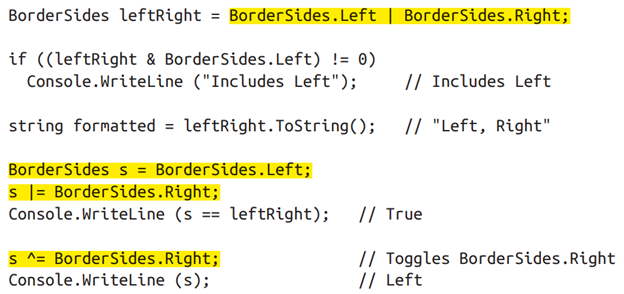 BorderSides leftRight = BorderSides.Left | BorderSides.Right;
if ((leftRight & BorderSides.Left) != 0)
Console.WriteLine ("Includes Left"); // Includes Left
string formatted = leftRight.ToString(); // "Left, Right"
BorderSides s = BorderSides.Left;
s |= BorderSides.Right;
Console.WriteLine (s == leftRight); // True
s ^= BorderSides.Right; // Toggles BorderSides.Right
Console.WriteLine (s); // Left